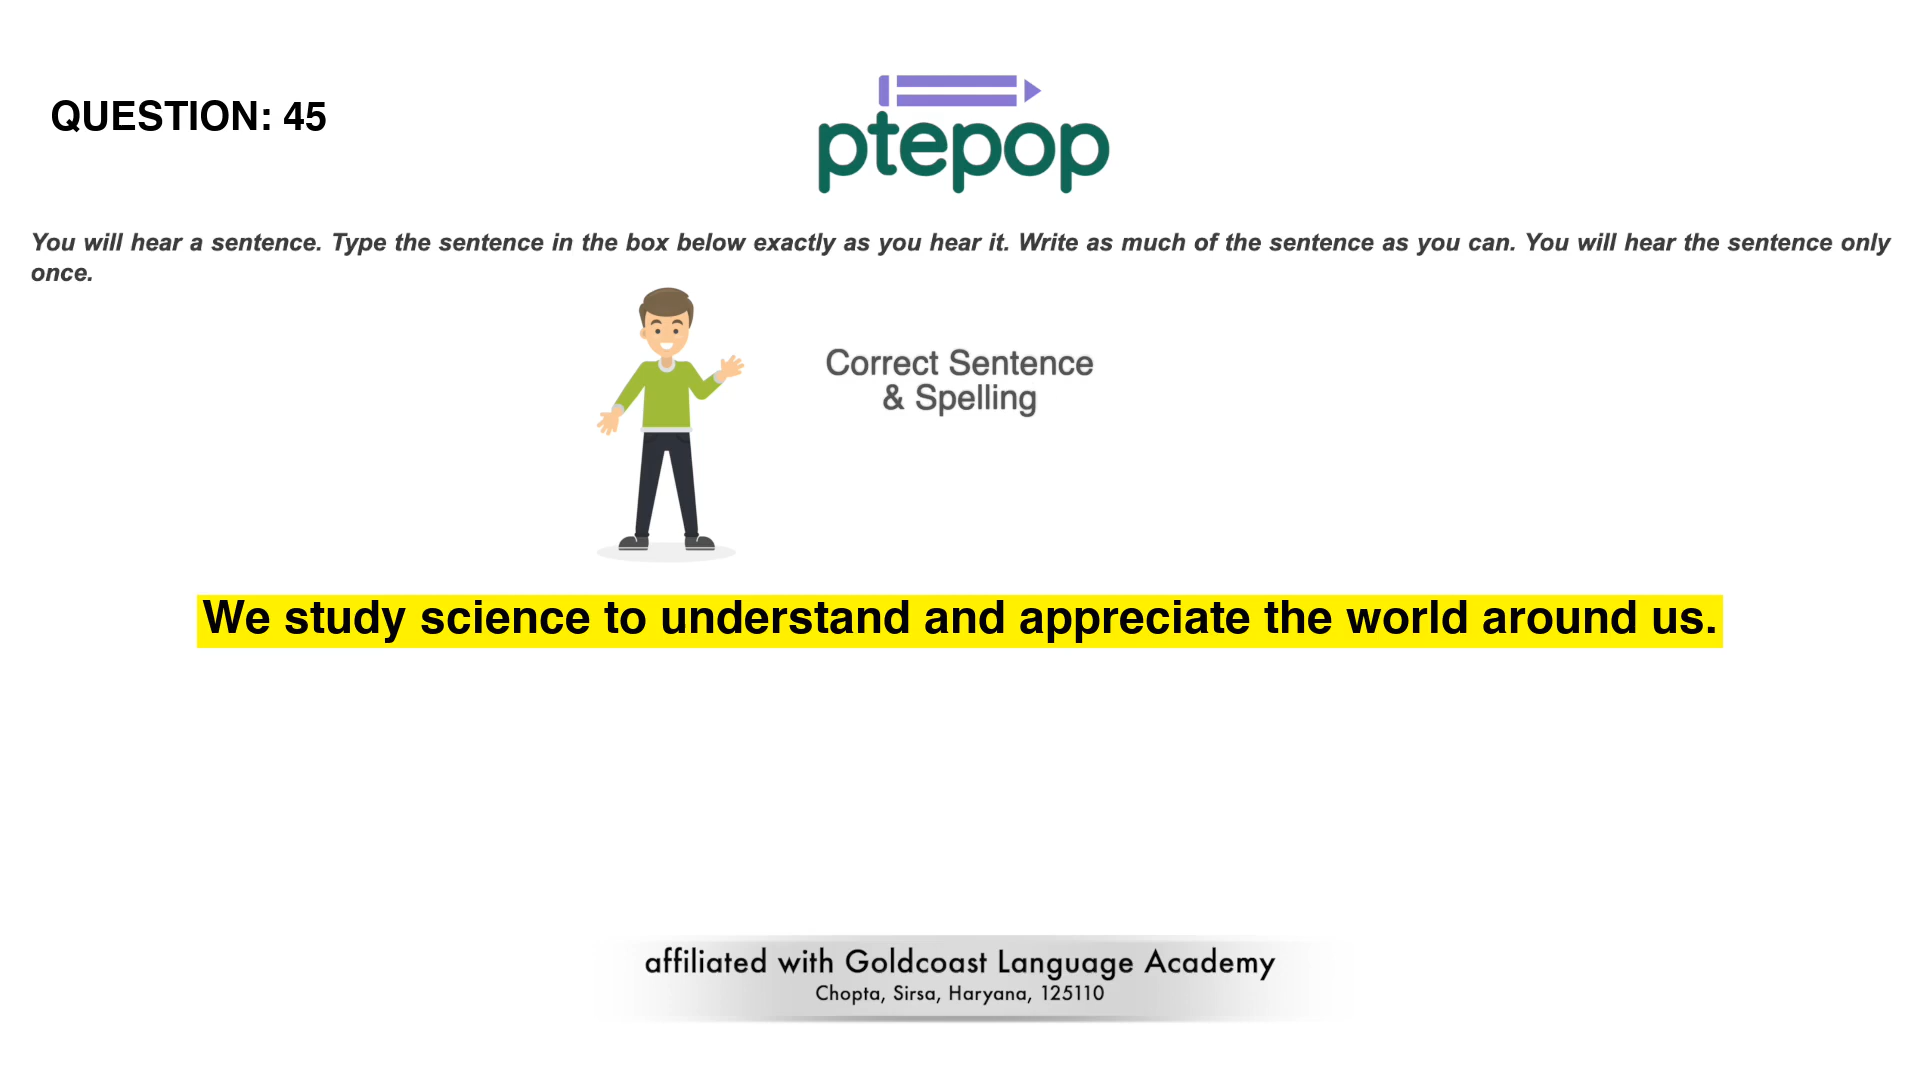 QUESTION: 45
ptepop
You will hear a sentence. Type the sentence in the box below exactly as you hear it. Write as much of the sentence as you can. You will hear the sentence only
once.
Correct Sentence
& Spelling
We study science to understand and appreciate the world around us.
affiliated with Goldcoast Language Academy
Chopta, Sirsa, Haryana, 125110